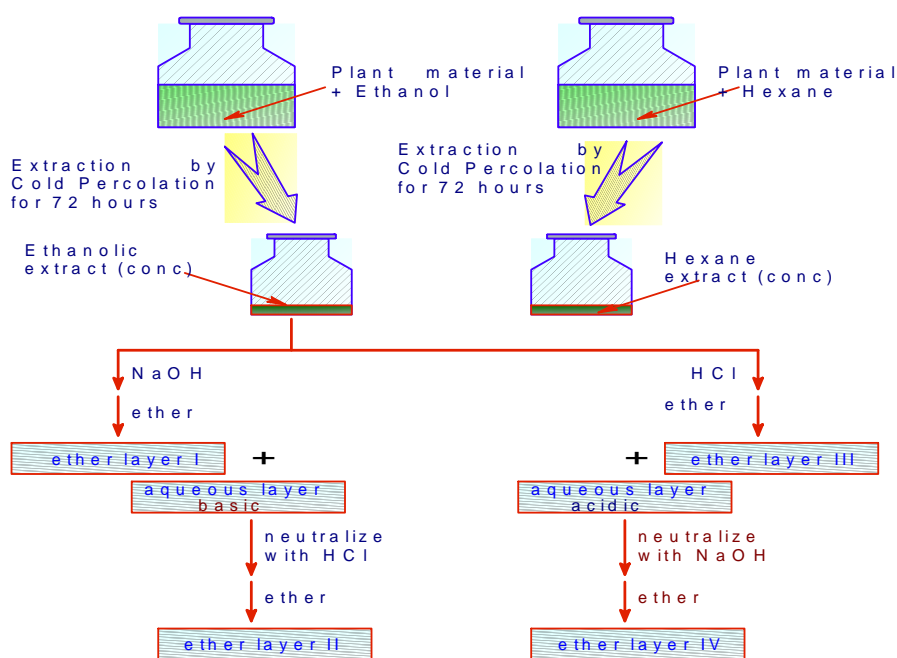 Plant material
+ Ethanol
Plant material
+ Hexane
Extraction by
Cold Percolation
for 72 hours
Extraction by
Cold Percolation
for 72 hours
Ethanolic
extract (conc)
Hexane
extract (conc)
NaOH
HCl
ether
ether
ether layer I
+
+
ether layer III
aqueous layer
basic
aqueous layer
acidic
neutralize
with HCl
neutralize
with NaOH
ether
ether
ether layer II
ether layer IV